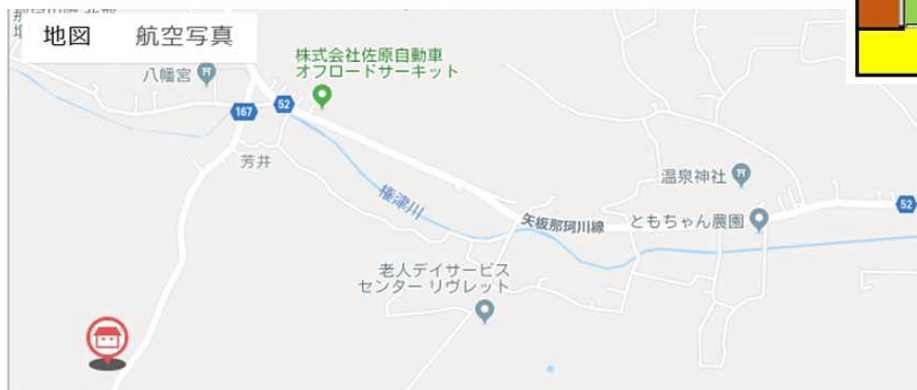 地図
航空写真
株式会社佐原自動車
オフロードサーキット
八幡宮
167
52
芳井
権津川
温泉神社
矢板那珂川線
ともちゃん農園
52
老人デイサービス
センター リヴレット